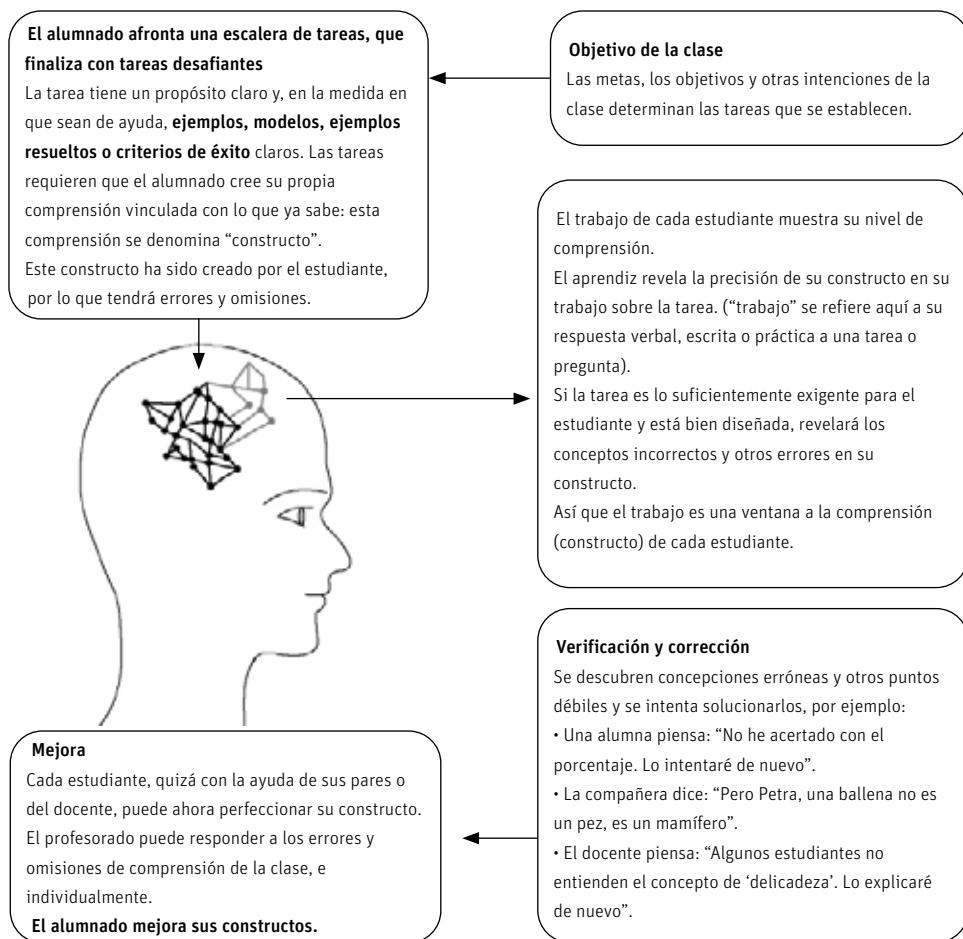 El alumnado afronta una escalera de tareas, que
finaliza con tareas desafiantes
La tarea tiene un propósito claro y, en la medida en
que sean de ayuda, ejemplos, modelos, ejemplos
resueltos o criterios de éxito claros. Las tareas
requieren que el alumnado cree su propia
comprensión vinculada con lo que ya sabe: esta
comprensión se denomina “constructo”.
Este constructo ha sido creado por el estudiante,
por lo que tendrá errores y omisiones.
Objetivo de la clase
Las metas, los objetivos y otras intenciones de la
clase determinan las tareas que se establecen.
El trabajo de cada estudiante muestra su nivel de
comprensión.
El aprendiz revela la precisión de su constructo en su
trabajo sobre la tarea. (“trabajo” se refiere aquí a su
respuesta verbal, escrita o práctica a una tarea o
pregunta).
Si la tarea es lo suficientemente exigente para el
estudiante y está bien diseñada, revelará los
conceptos incorrectos y otros errores en su
constructo.
Así que el trabajo es una ventana a la comprensión
(constructo) de cada estudiante.
Verificación y corrección
Se descubren concepciones erróneas y otros puntos
débiles y se intenta solucionarlos, por ejemplo:
• Una alumna piensa: “No he acertado con el
porcentaje. Lo intentaré de nuevo”.
• La compañera dice: “Pero Petra, una ballena no es
un pez, es un mamífero”.
• El docente piensa: “Algunos estudiantes no
entienden el concepto de ‘delicadeza’. Lo explicaré
de nuevo”.
Mejora
Cada estudiante, quizá con la ayuda de sus pares o
del docente, puede ahora perfeccionar su constructo.
El profesorado puede responder a los errores y
omisiones de comprensión de la clase, e
individualmente.
El alumnado mejora sus constructos.